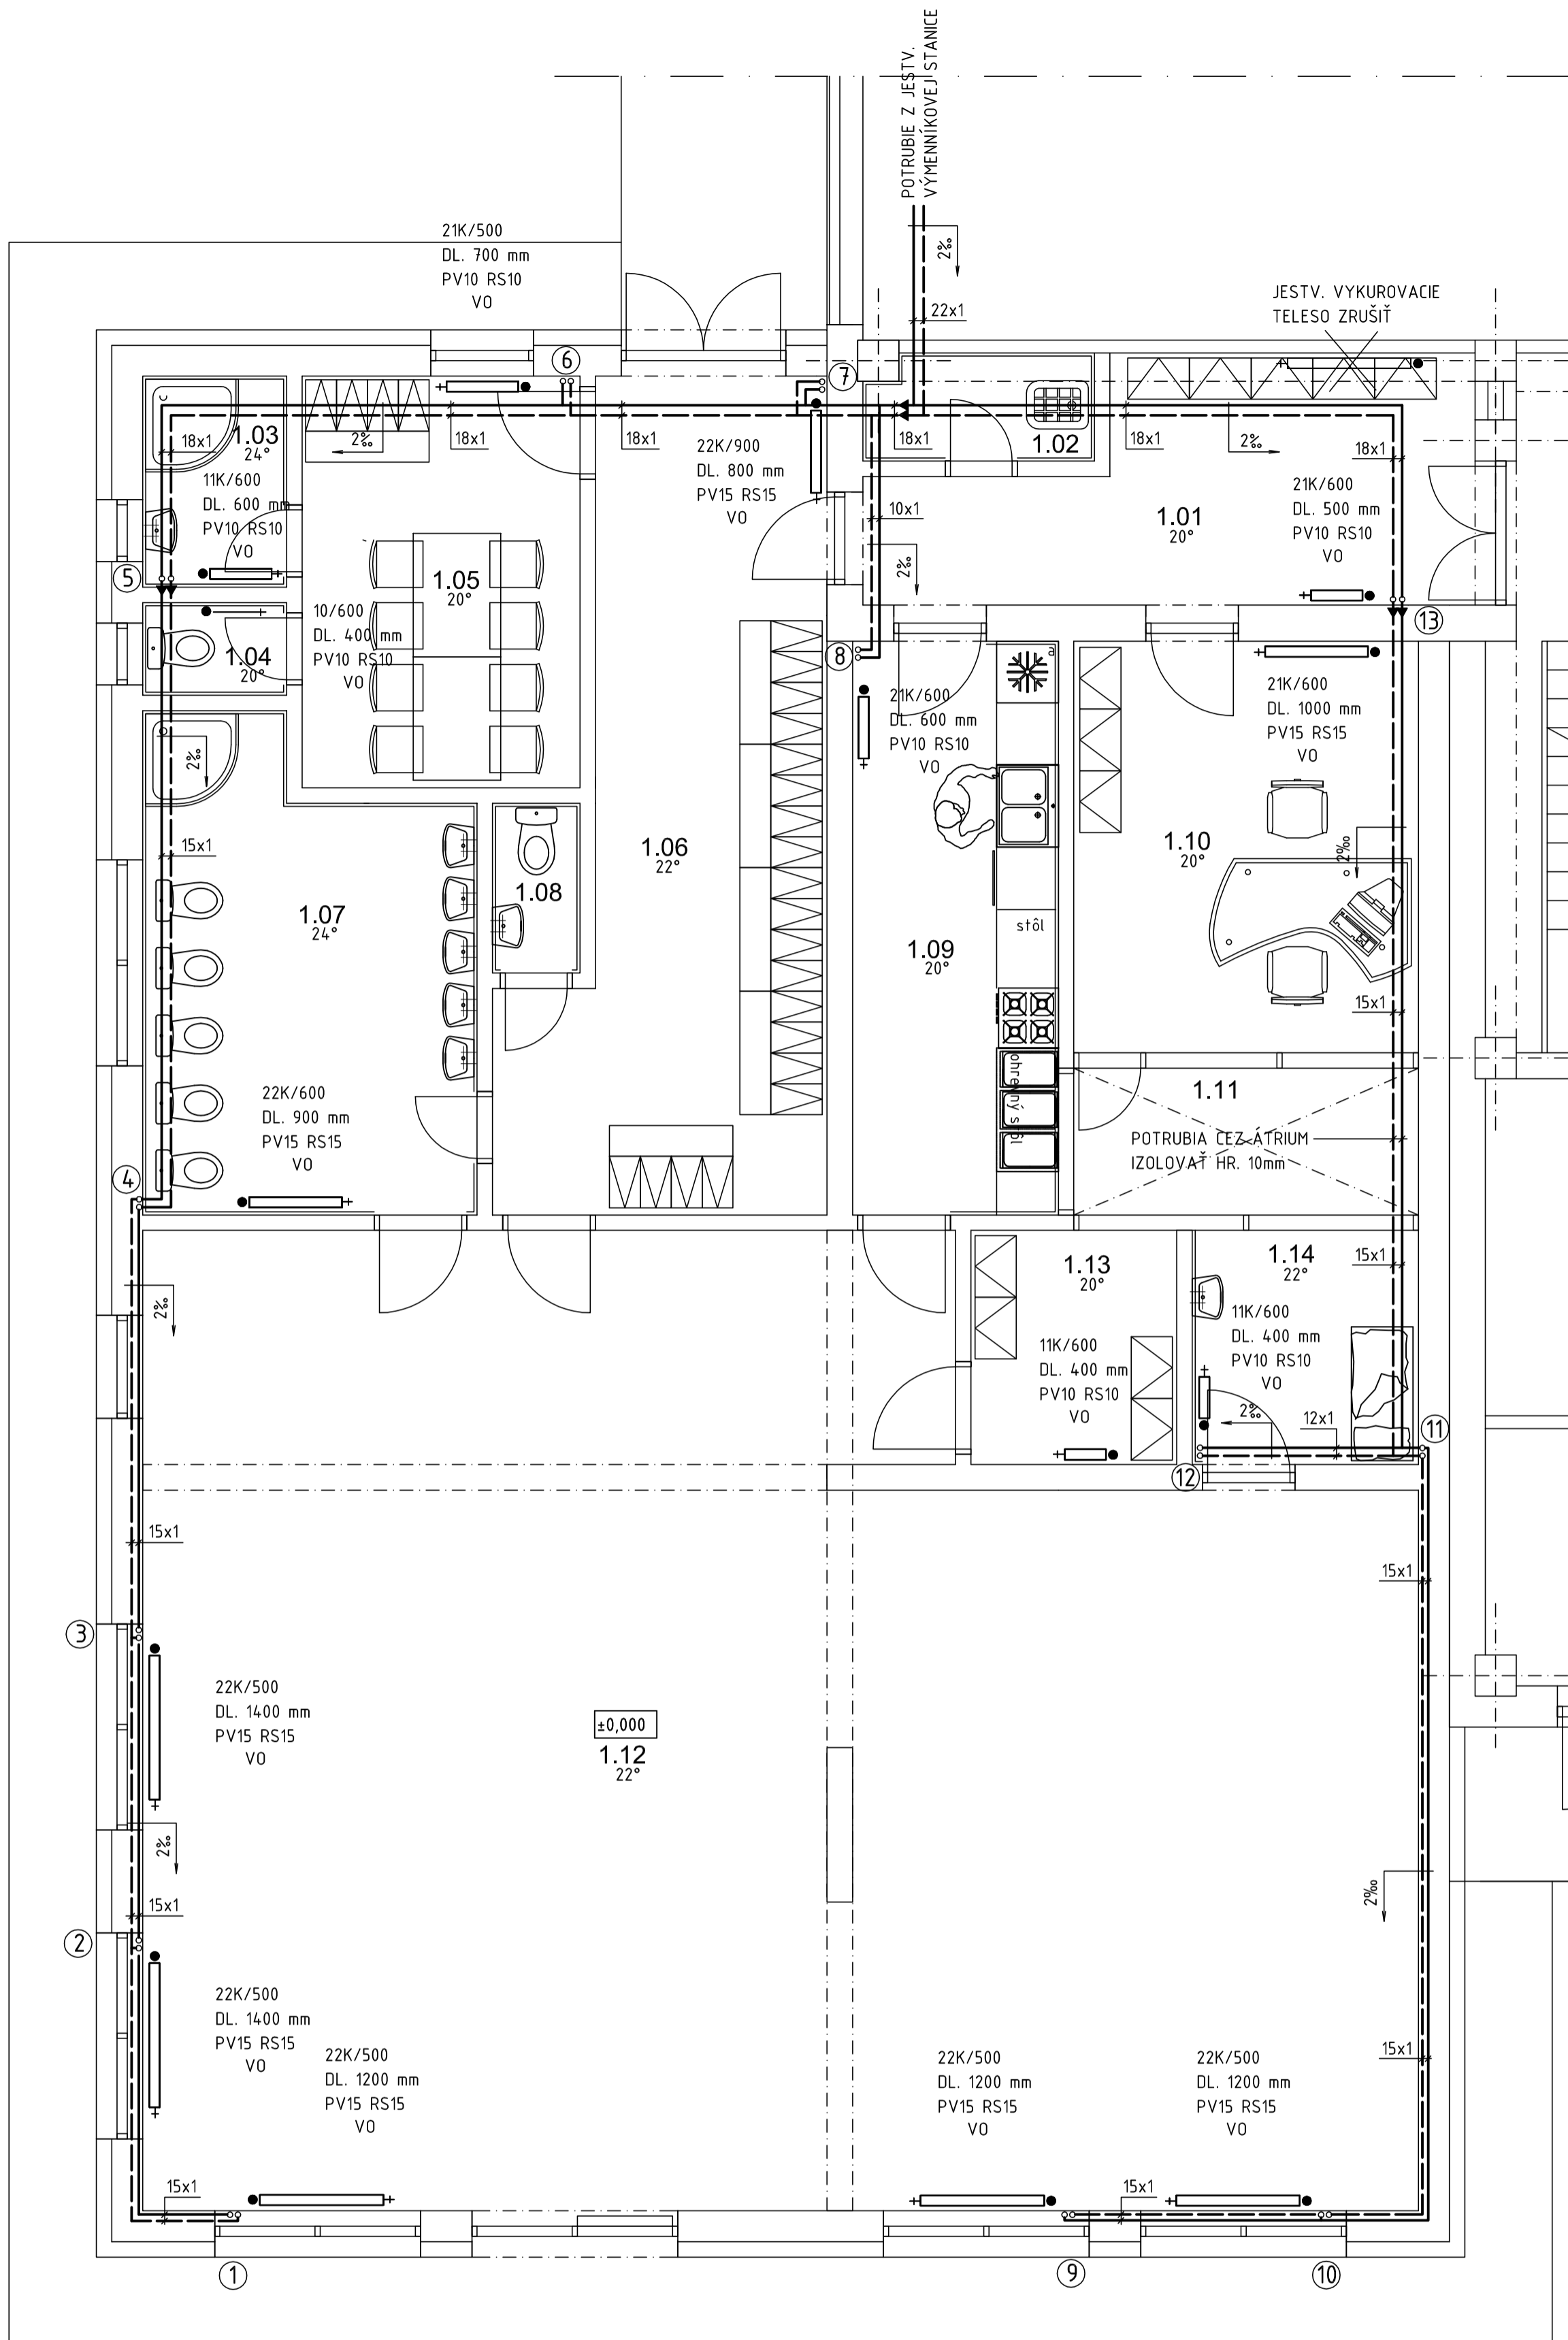 POTRUBIE Z JESTV.
VÝMENNÍKOVEJ STANICE
21K/500
DL. 700 mm
PV10 RS10
VO
2‰
22x1
JESTV. VYKUROVACIE
TELESO ZRUŠIŤ
6
7
18x1
1.03
24°
2‰
18x1
18x1
22K/900
DL. 800 mm
PV15 RS15
VO
18x1
1.02
18x1
2‰
18x1
11K/600
DL. 600 mm
PV10 RS10
VO
21K/600
DL. 500 mm
PV10 RS10
VO
10x1
1.01
20°
2‰
5
1.05
20°
10/600
DL. 400 mm
PV10 RS10
VO
1.04
20°
13
8
a
21K/600
DL. 600 mm
PV10 RS10
VO
21K/600
DL. 1000 mm
PV15 RS15
VO
2‰
15x1
1.06
22°
1.10
20°
2‰
1.08
1.07
24°
stôl
1.09
20°
15x1
ohrevný stôl
1.11
22K/600
DL. 900 mm
PV15 RS15
VO
POTRUBIA CEZ ÁTRIUM
IZOLOVAŤ HR. 10mm
4
1.13
20°
1.14
22°
15x1
2‰
11K/600
DL. 400 mm
PV10 RS10
VO
11K/600
DL. 400 mm
PV10 RS10
VO
2‰
12x1
11
12
15x1
15x1
3
22K/500
DL. 1400 mm
PV15 RS15
VO
±0,000
1.12
22°
2‰
2‰
15x1
2
22K/500
DL. 1400 mm
PV15 RS15
VO
22K/500
DL. 1200 mm
PV15 RS15
VO
22K/500
DL. 1200 mm
PV15 RS15
VO
22K/500
DL. 1200 mm
PV15 RS15
VO
15x1
15x1
15x1
1
9
10